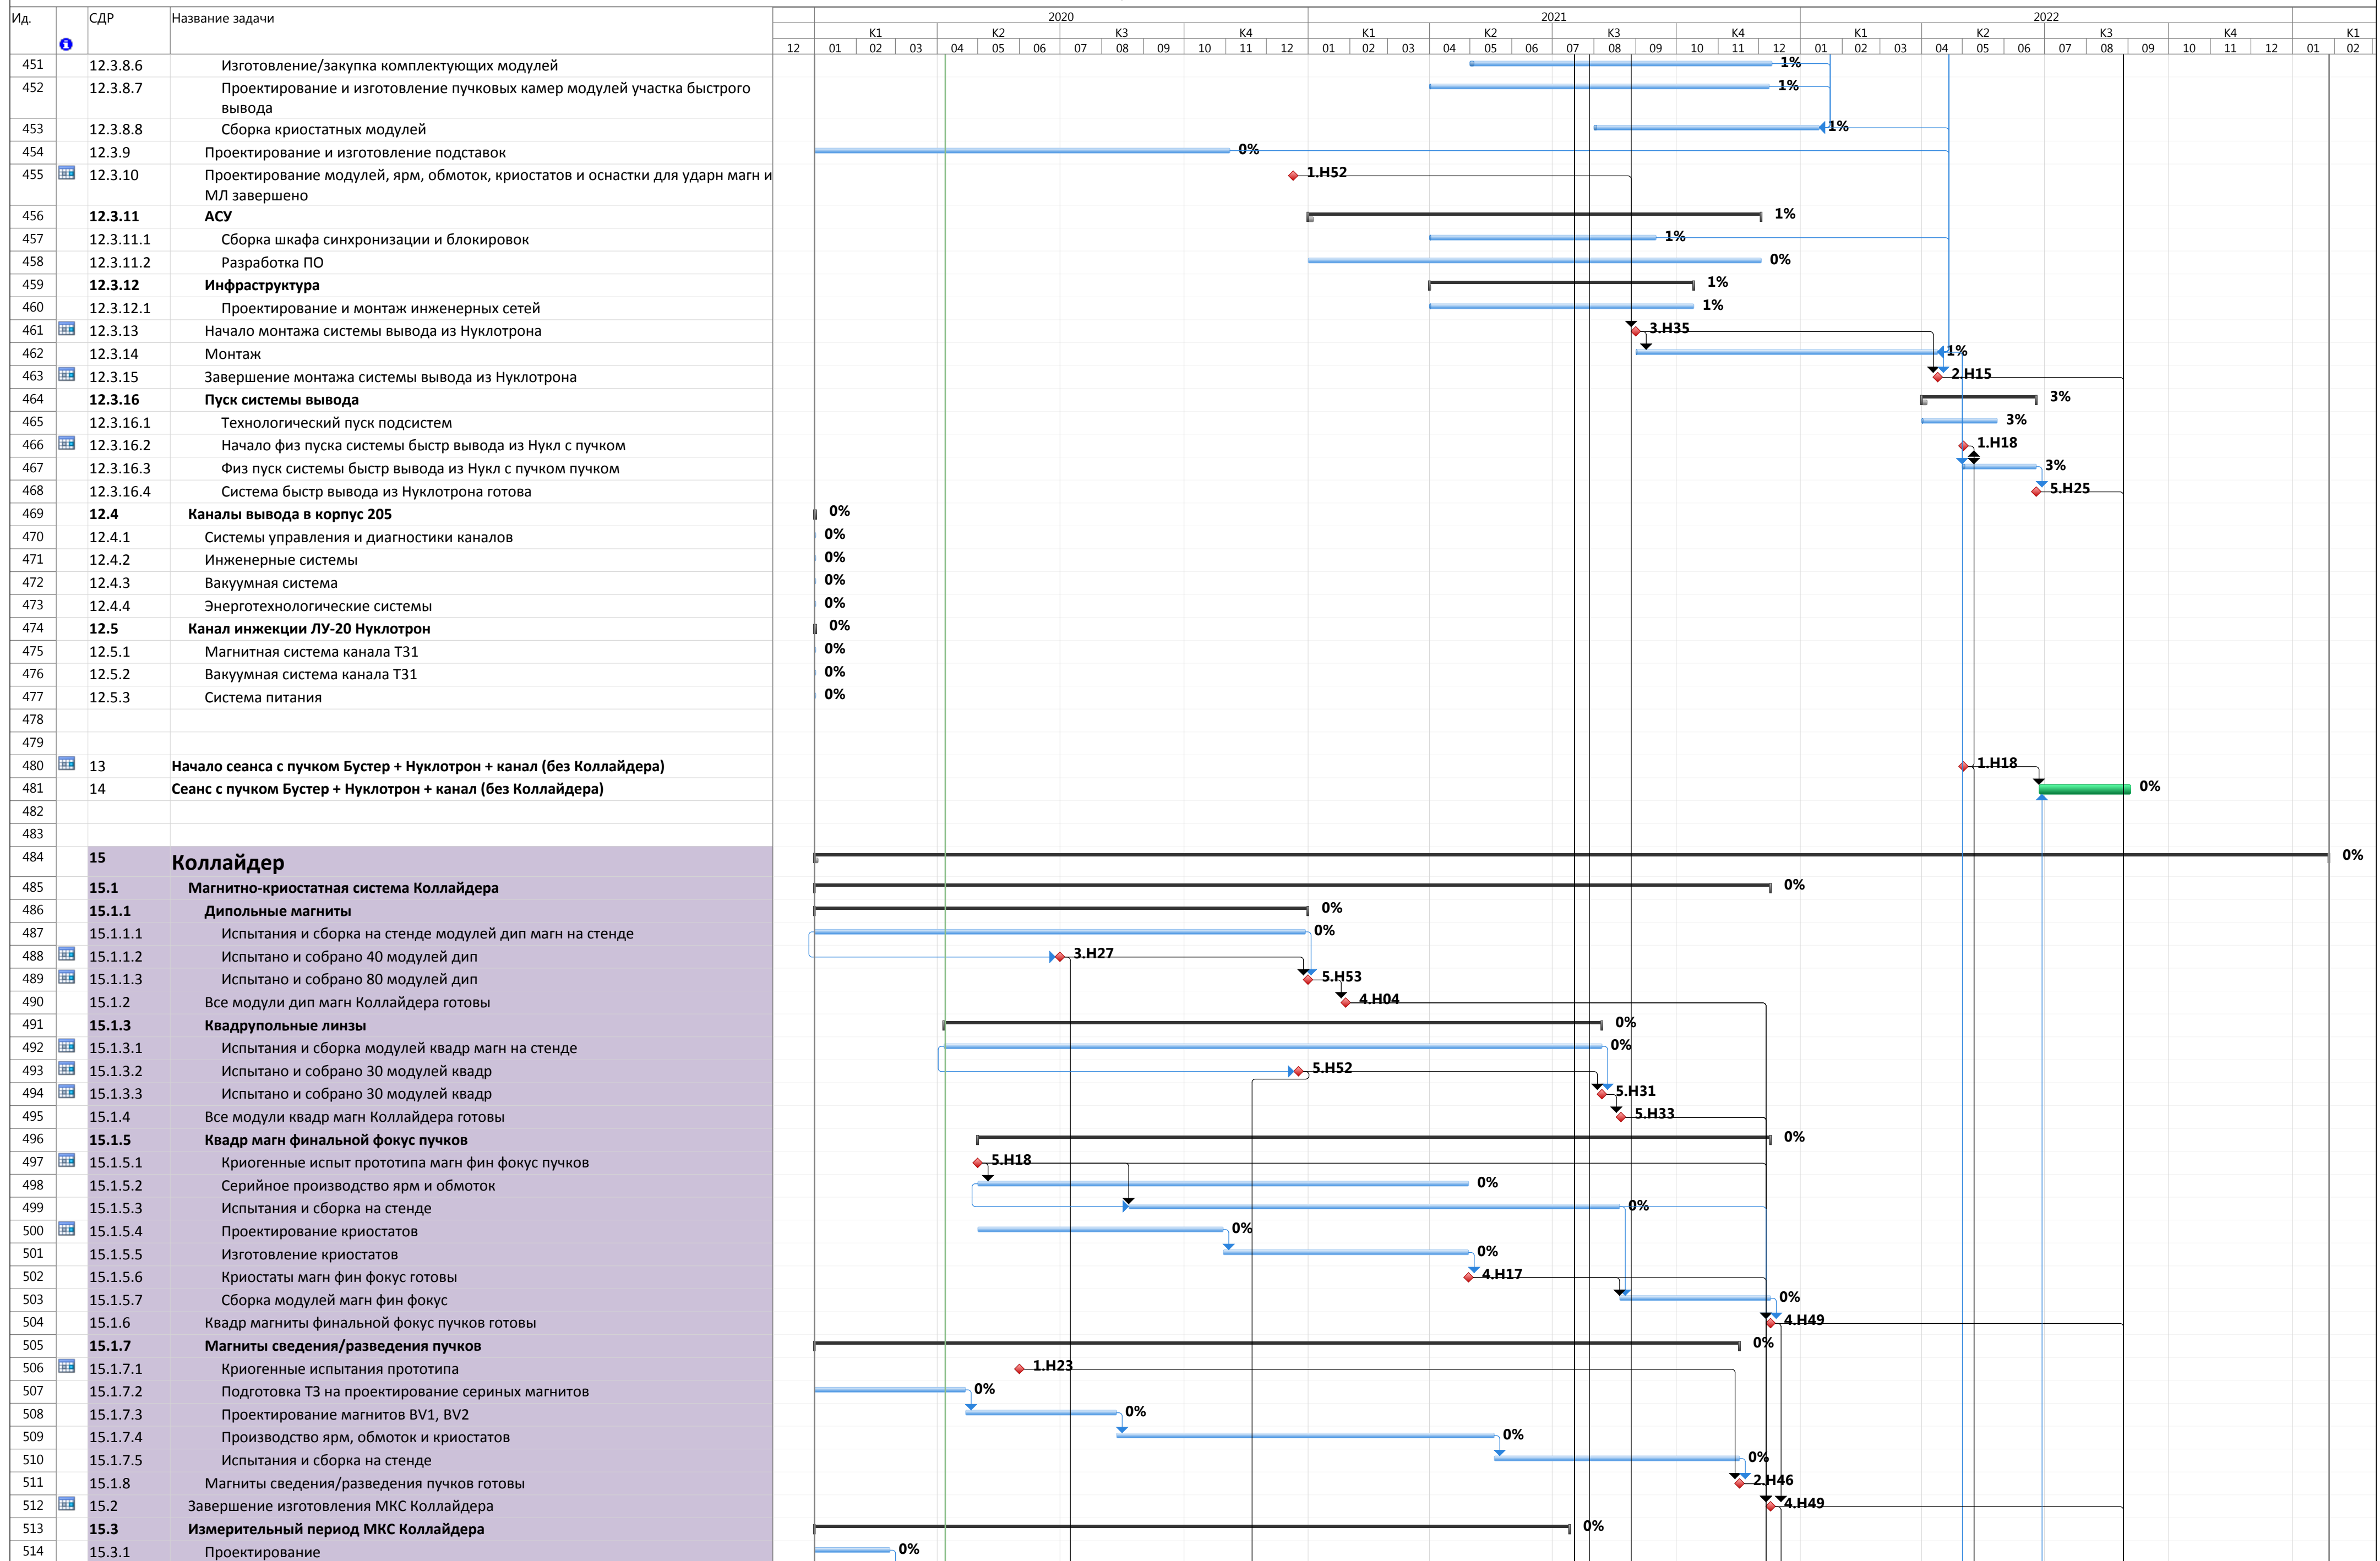 Ид. СДР Название задачи
2020 2021 2022
К1 К2 К3 К4 К1 К2 К3 К4 К1 К2 К3 К4 К1
12 01 02 03 04 05 06 07 08 09 10 11 12 01 02 03 04 05 06 07 08 09 10 11 12 01 02 03 04 05 06 07 08 09 10 11 12 01 02
451 12.3.8.6 Изготовление/закупка комплектующих модулей 1%
452 12.3.8.7 Проектирование и изготовление пучковых камер модулей участка быстрого 1%
вывода
453 12.3.8.8 Сборка криостатных модулей 1%
454 12.3.9 Проектирование и изготовление подставок 0%
455 12.3.10 Проектирование модулей, ярм, обмоток, криостатов и оснастки для ударн магн и 1.Н52
МЛ завершено
456 12.3.11 АСУ 1%
457 12.3.11.1 Сборка шкафа синхронизации и блокировок 1%
458 12.3.11.2 Разработка ПО 0%
459 12.3.12 Инфраструктура 1%
460 12.3.12.1 Проектирование и монтаж инженерных сетей 1%
461 12.3.13 Начало монтажа системы вывода из Нуклотрона 3.Н35
462 12.3.14 Монтаж 1%
463 12.3.15 Завершение монтажа системы вывода из Нуклотрона 2.Н15
464 12.3.16 Пуск системы вывода 3%
465 12.3.16.1 Технологический пуск подсистем 3%
466 12.3.16.2 Начало физ пуска системы быстр вывода из Нукл с пучком 1.Н18
467 12.3.16.3 Физ пуск системы быстр вывода из Нукл с пучком пучком 3%
468 12.3.16.4 Система быстр вывода из Нуклотрона готова 5.Н25
469 12.4 Каналы вывода в корпус 205 0%
470 12.4.1 Системы управления и диагностики каналов 0%
471 12.4.2 Инженерные системы 0%
472 12.4.3 Вакуумная система 0%
473 12.4.4 Энерготехнологические системы 0%
474 12.5 Канал инжекции ЛУ-20 Нуклотрон 0%
475 12.5.1 Магнитная система канала Т31 0%
476 12.5.2 Вакуумная система канала Т31 0%
477 12.5.3 Система питания 0%
478
479
480 13 Начало сеанса с пучком Бустер + Нуклотрон + канал (без Коллайдера) 1.Н18
481 14 Сеанс с пучком Бустер + Нуклотрон + канал (без Коллайдера) 0%
482
483
484 15 Коллайдер 0%
485 15.1 Магнитно-криостатная система Коллайдера 0%
486 15.1.1 Дипольные магниты 0%
487 15.1.1.1 Испытания и сборка на стенде модулей дип магн на стенде 0%
488 15.1.1.2 Испытано и собрано 40 модулей дип 3.Н27
489 15.1.1.3 Испытано и собрано 80 модулей дип 5.Н53
490 15.1.2 Все модули дип магн Коллайдера готовы 4.Н04
491 15.1.3 Квадрупольные линзы 0%
492 15.1.3.1 Испытания и сборка модулей квадр магн на стенде 0%
493 15.1.3.2 Испытано и собрано 30 модулей квадр 5.Н52
494 15.1.3.3 Испытано и собрано 30 модулей квадр 5.Н31
495 15.1.4 Все модули квадр магн Коллайдера готовы 5.Н33
496 15.1.5 Квадр магн финальной фокус пучков 0%
497 15.1.5.1 Криогенные испыт прототипа магн фин фокус пучков 5.Н18
498 15.1.5.2 Серийное производство ярм и обмоток 0%
499 15.1.5.3 Испытания и сборка на стенде 0%
500 15.1.5.4 Проектирование криостатов 0%
501 15.1.5.5 Изготовление криостатов 0%
502 15.1.5.6 Криостаты магн фин фокус готовы 4.Н17
503 15.1.5.7 Сборка модулей магн фин фокус 0%
504 15.1.6 Квадр магниты финальной фокус пучков готовы 4.Н49
505 15.1.7 Магниты сведения/разведения пучков 0%
506 15.1.7.1 Криогенные испытания прототипа 1.Н23
507 15.1.7.2 Подготовка ТЗ на проектирование сериных магнитов 0%
508 15.1.7.3 Проектирование магнитов BV1, BV2 0%
509 15.1.7.4 Производство ярм, обмоток и криостатов 0%
510 15.1.7.5 Испытания и сборка на стенде 0%
511 15.1.8 Магниты сведения/разведения пучков готовы 2.Н46
512 15.2 Завершение изготовления МКС Коллайдера 4.Н49
513 15.3 Измерительный период МКС Коллайдера 0%
514 15.3.1 Проектирование 0%